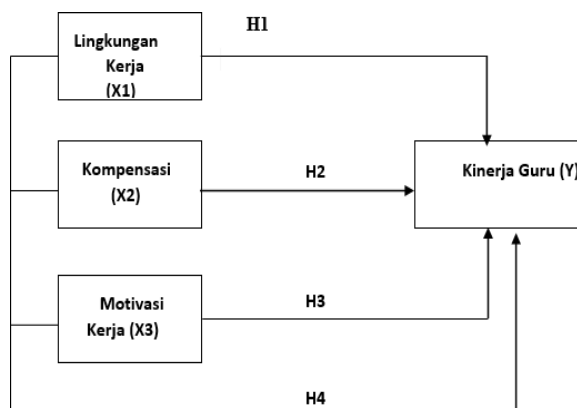 H1
Lingkungan
Kerja
(X1)
Kompensasi
(X2)
H2
Kinerja Guru (Y)
Motivasi
Kerja (X3)
H3
H4